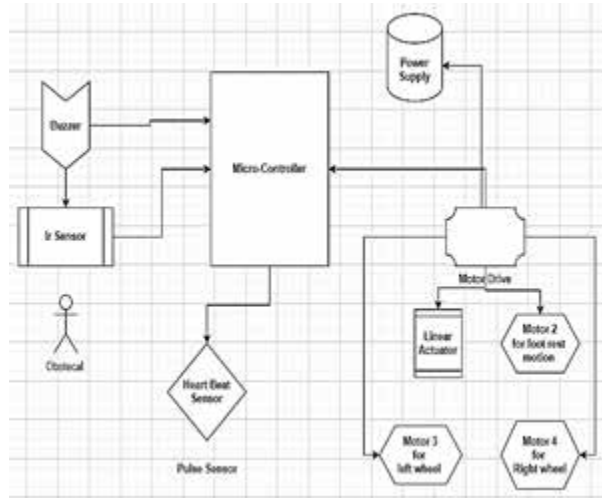 Power
Supply
Buzzer
Micro-Controller
Ir Sensor
Motor Drive
Obstecal
Linear
Actuator
Motor 2
for foot rest
motion
Heart Beat
Sensor
Pulse Sensor
Motor 3
for
left wheel
Motor 4
for
Right wheel